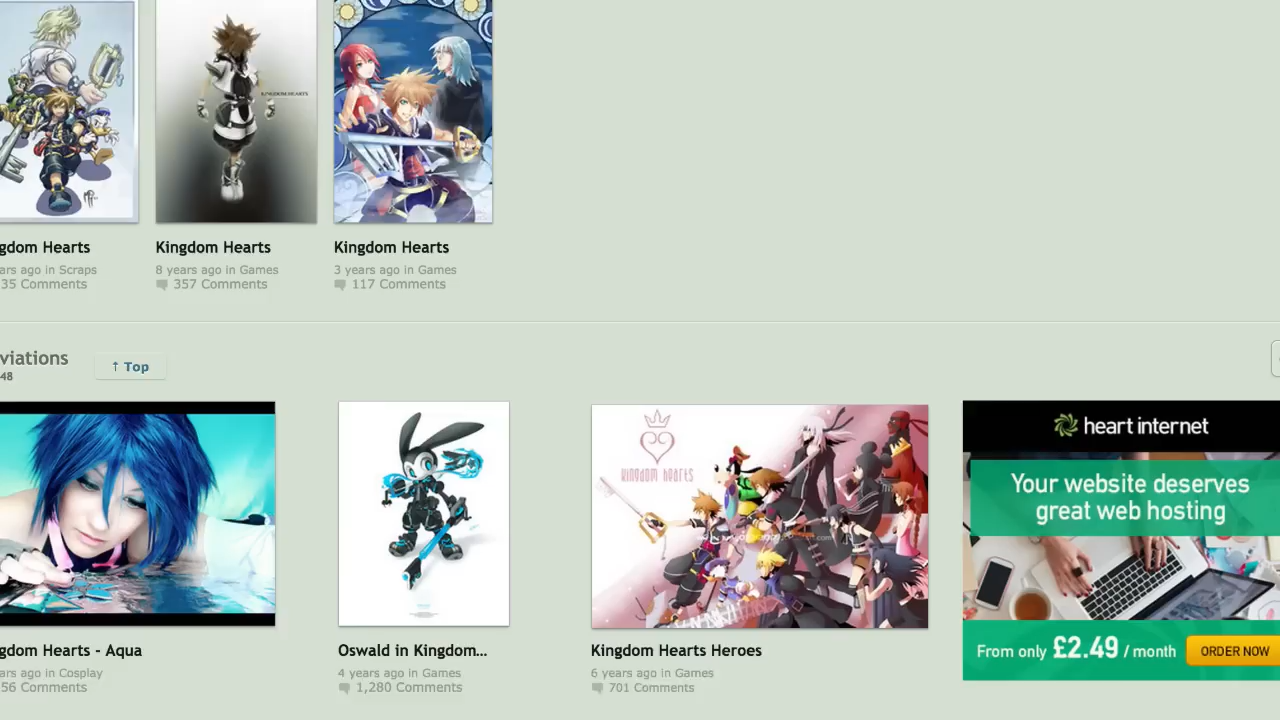 KINGDOM HEARTS
gdom Hearts
Kingdom Hearts
Kingdom Hearts
ars ago in Scraps
8 years ago in Games
3 years ago in Games
35 Comments
357 Comments
117 Comments
viations
48
↑ Top
kingdom hearts
heart internet
Your website deserves
great web hosting
From only £2.49 / month
ORDER NOW
gdom Hearts - Aqua
Oswald in Kingdom...
Kingdom Hearts Heroes
ars ago in Cosplay
4 years ago in Games
6 years ago in Games
56 Comments
1,280 Comments
701 Comments